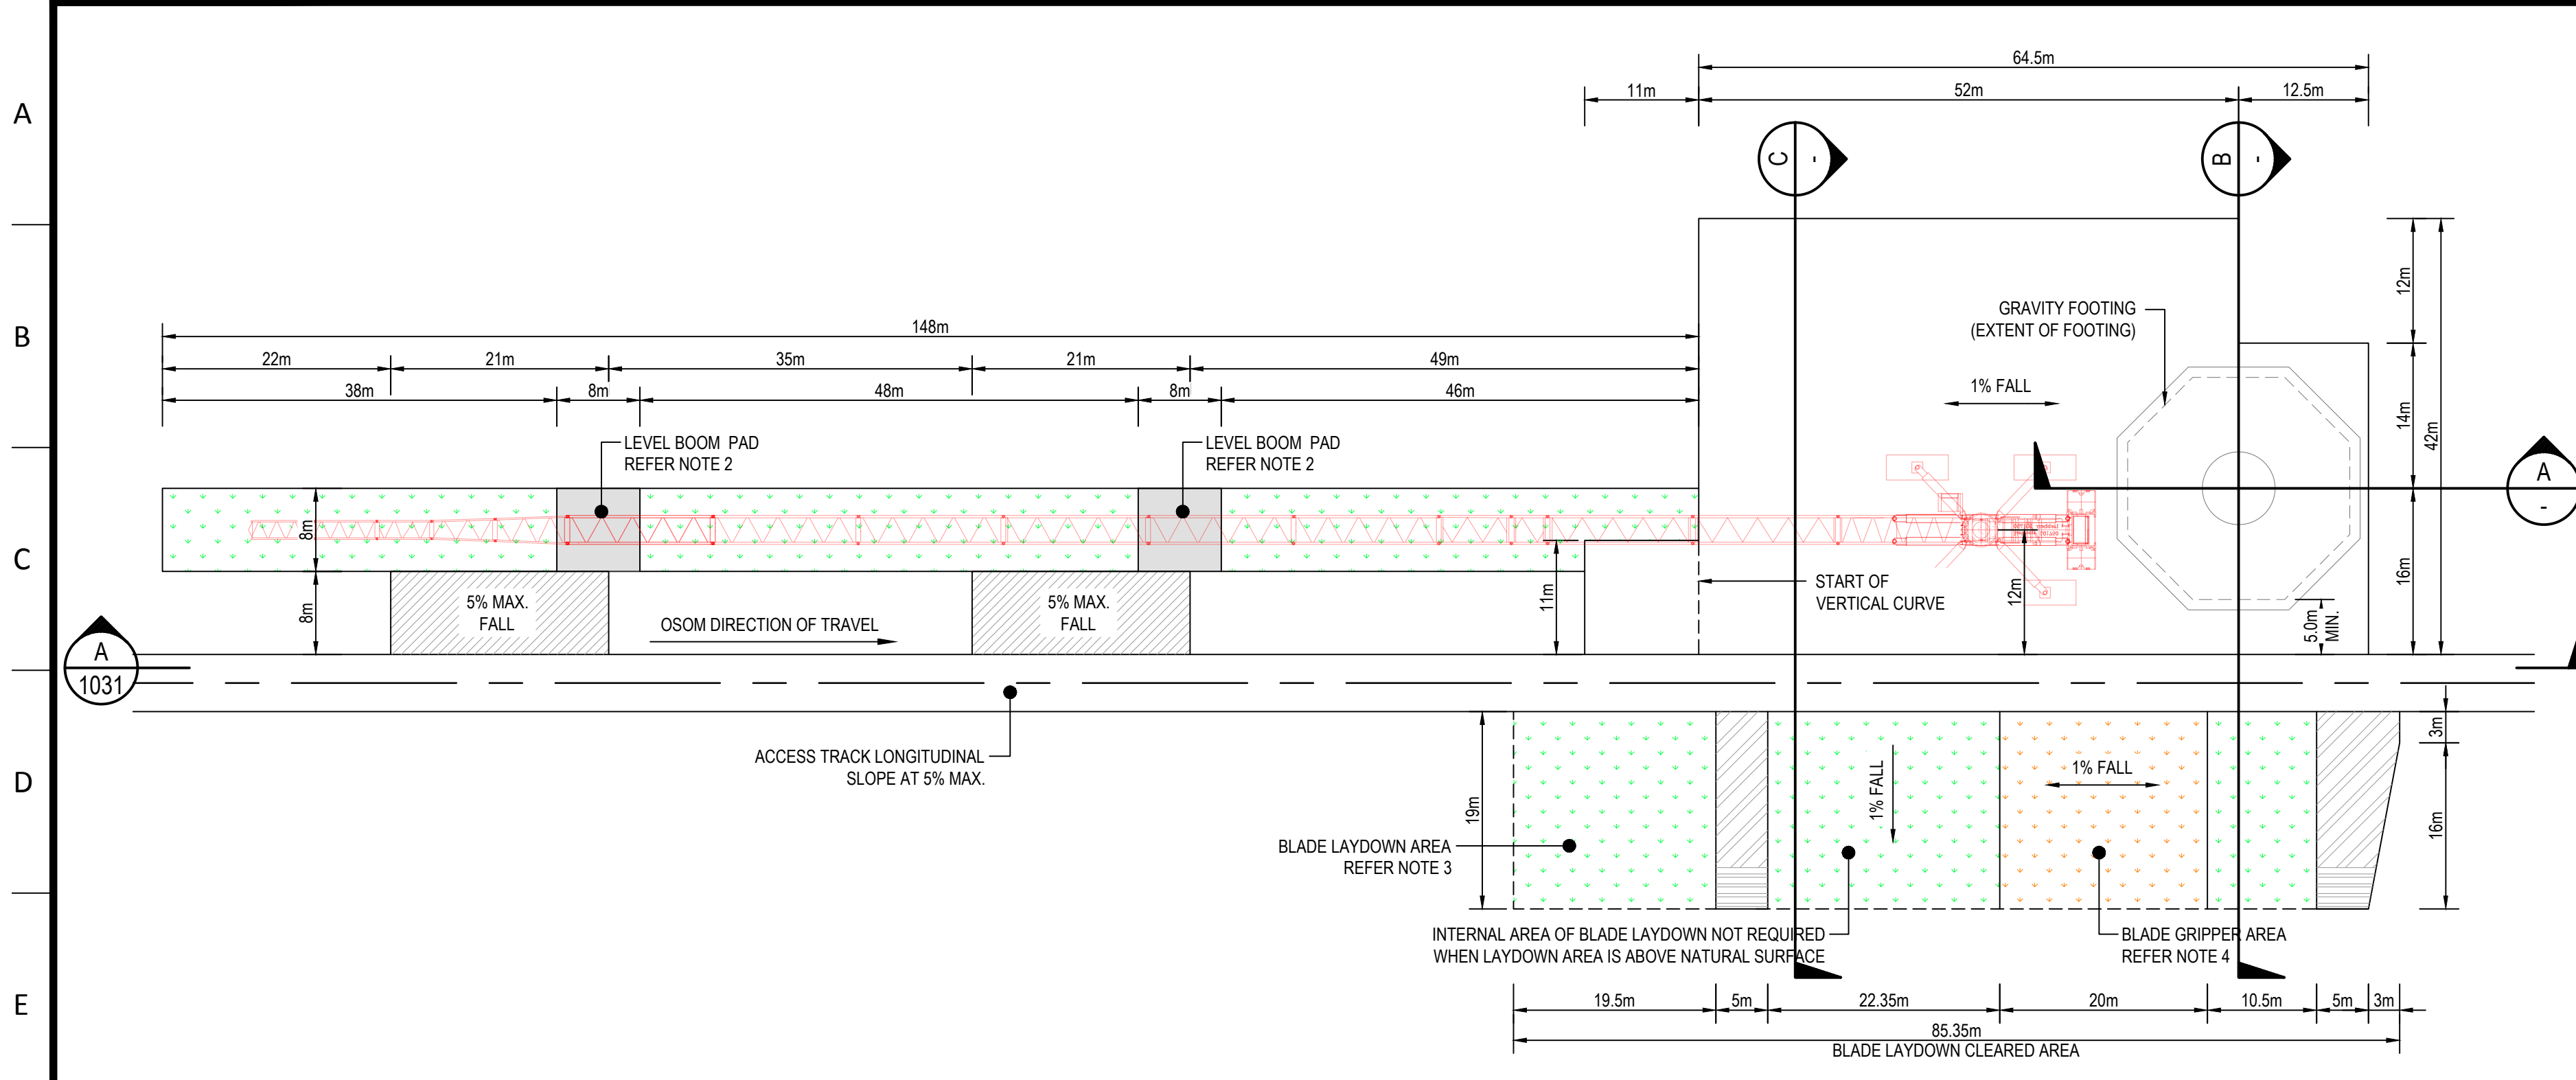 A
B
C
D
E
64.5m
11m
52m
12.5m
C
-
B
-
148m
22m
21m
35m
21m
49m
38m
8m
48m
8m
46m
LEVEL BOOM PAD
REFER NOTE 2
LEVEL BOOM PAD
REFER NOTE 2
GRAVITY FOOTING
(EXTENT OF FOOTING)
1% FALL
12m
14m
42m
16m
A
-
8m
8m
5% MAX.
FALL
OSOM DIRECTION OF TRAVEL
5% MAX.
FALL
11m
START OF
VERTICAL CURVE
12m
5.0m
MIN.
A
1031
ACCESS TRACK LONGITUDINAL
SLOPE AT 5% MAX.
19m
BLADE LAYDOWN AREA
REFER NOTE 3
1% FALL
1% FALL
3m
16m
INTERNAL AREA OF BLADE LAYDOWN NOT REQUIRED
WHEN LAYDOWN AREA IS ABOVE NATURAL SURFACE
BLADE GRIPPER AREA
REFER NOTE 4
19.5m
5m
22.35m
20m
10.5m
5m
3m
85.35m
BLADE LAYDOWN CLEARED AREA